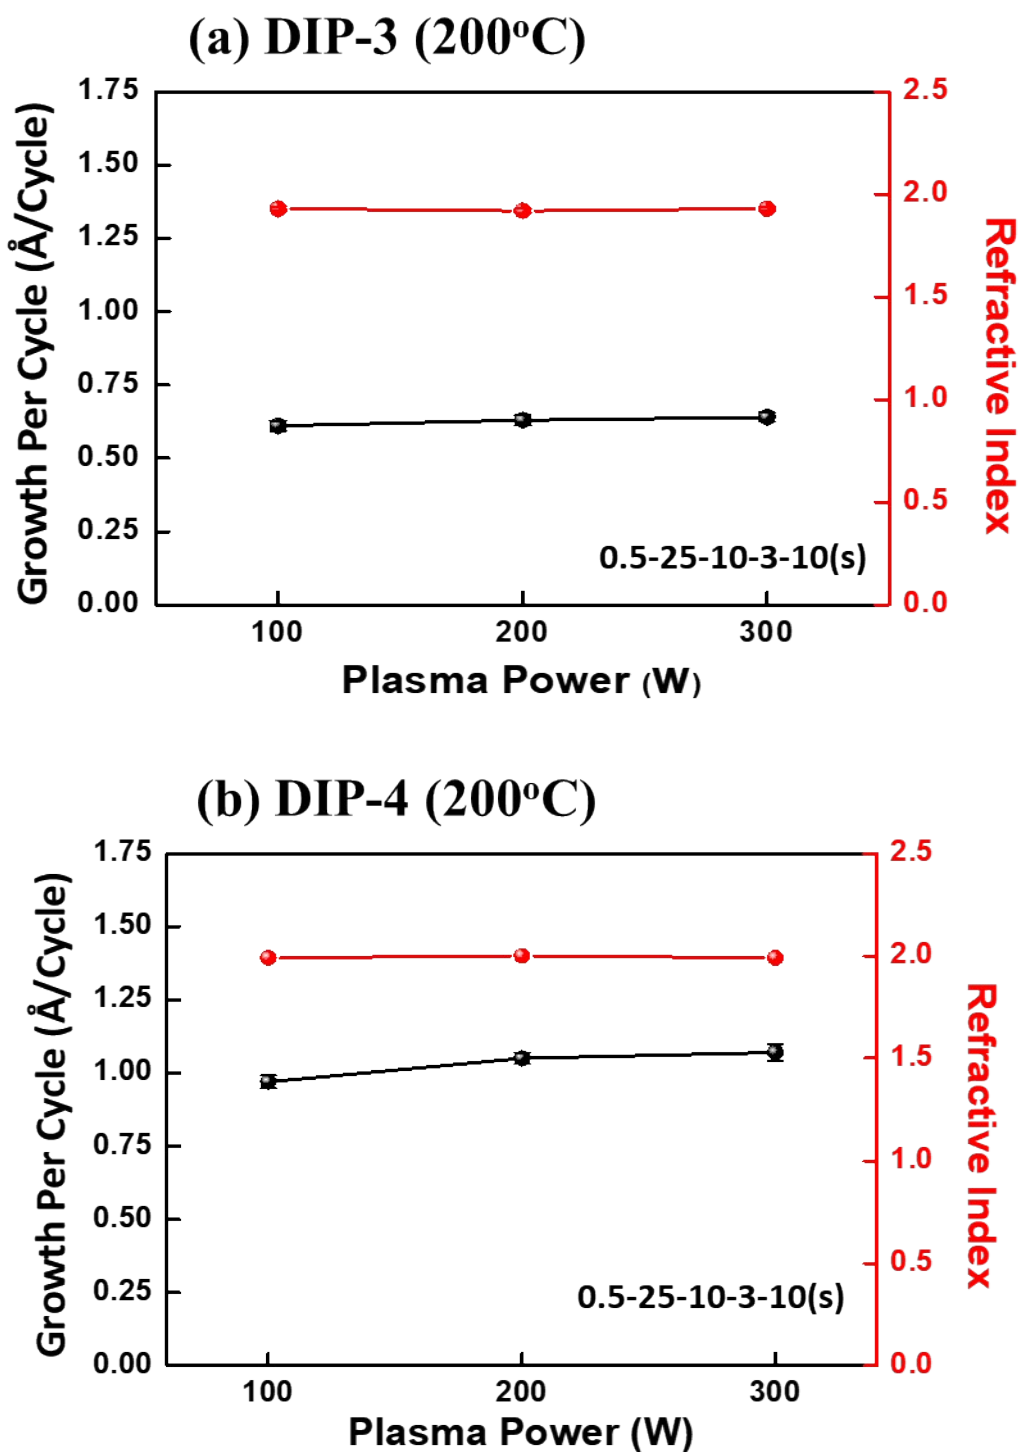 (a) DIP-3 (200°C)
Growth Per Cycle (Å/Cycle)
1.75
1.50
1.25
1.00
0.75
0.50
0.25
0.00
2.5
2.0
1.5
1.0
0.5
0.0
Refractive Index
0.5-25-10-3-10(s)
100 200 300
Plasma Power (W)
(b) DIP-4 (200°C)
Growth Per Cycle (Å/Cycle)
1.75
1.50
1.25
1.00
0.75
0.50
0.25
0.00
2.5
2.0
1.5
1.0
0.5
0.0
Refractive Index
0.5-25-10-3-10(s)
100 200 300
Plasma Power (W)